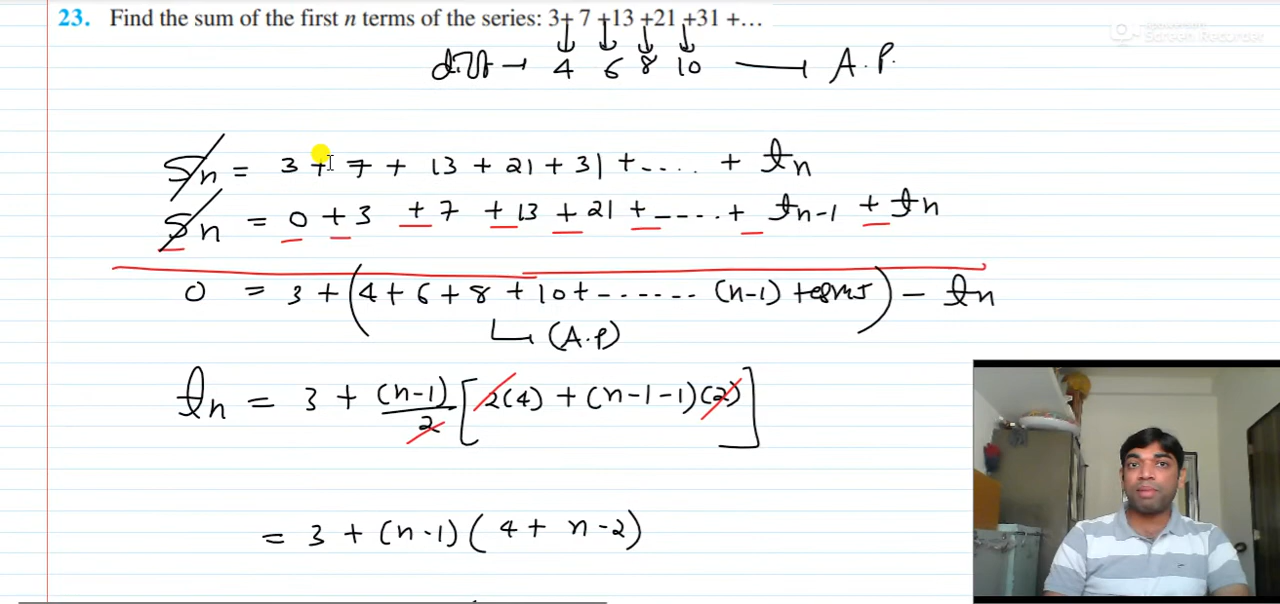 23. Find the sum of the first n terms of the series: 3+ 7 +13 +21 +31 +…
diff → 4 6 8 10 → A.P.
Screen Recorder
Sn = 3 + 7 + 13 + 21 + 31 + .... + tn
Sn = 0 + 3 + 7 + 13 + 21 + ---- + tn-1 + tn
0 = 3 + (4 + 6 + 8 + 10 + ------ (n-1) terms) - tn
(A.P)
tn = 3 + (n-1)/2 [2(4) + (n-1-1)(2)]
= 3 + (n-1) (4 + n-2)